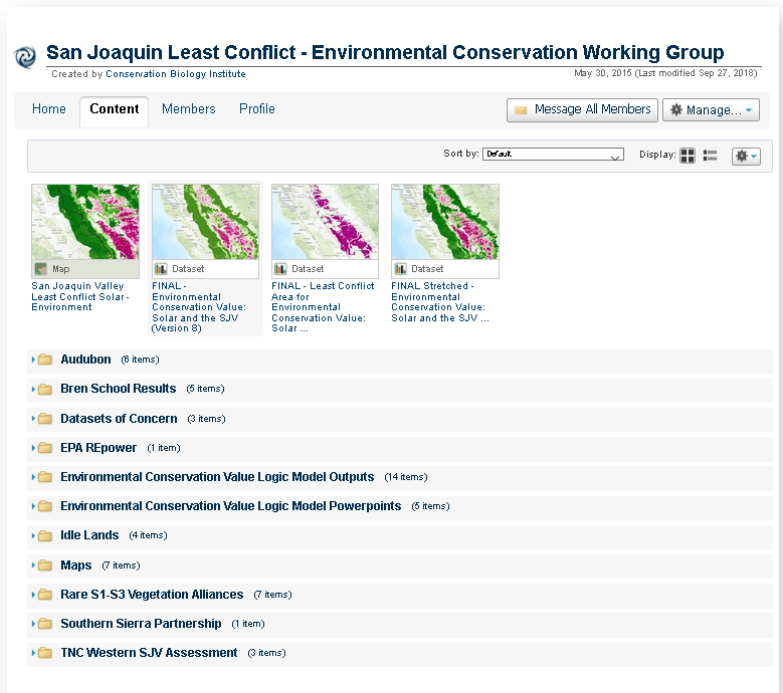 San Joaquin Least Conflict - Environmental Conservation Working Group
Created by Conservation Biology Institute
May 30, 2015 (Last modified Sep 27, 2018)
Home Content Members Profile
Message All Members
Manage...
Sort by: Default
Display:
Map
San Joaquin Valley
Least Conflict Solar -
Environment
Dataset
FINAL -
Environmental
Conservation Value:
Solar and the SJV
(Version 8)
Dataset
FINAL - Least Conflict
Area for
Environmental
Conservation Value:
Solar ...
Dataset
FINAL Stretched -
Environmental
Conservation Value:
Solar and the SJV ...
Audubon (6 items)
Bren School Results (5 items)
Datasets of Concern (3 items)
EPA REpower (1 item)
Environmental Conservation Value Logic Model Outputs (14 items)
Environmental Conservation Value Logic Model Powerpoints (5 items)
Idle Lands (4 items)
Maps (7 items)
Rare S1-S3 Vegetation Alliances (7 items)
Southern Sierra Partnership (1 item)
TNC Western SJV Assessment (3 items)